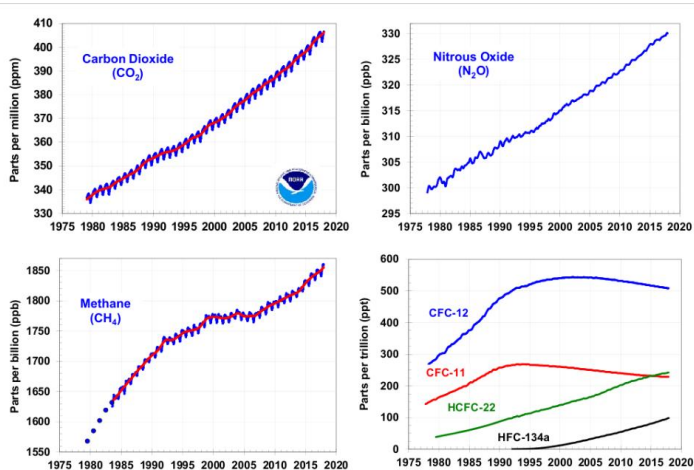 Parts per million (ppm)
410
400
390
380
370
360
350
340
330
Carbon Dioxide
(CO₂)
NOAA
1975 1980 1985 1990 1995 2000 2005 2010 2015 2020
Parts per billion (ppb)
330
325
320
315
310
305
300
295
Nitrous Oxide
(N₂O)
1975 1980 1985 1990 1995 2000 2005 2010 2015 2020
Parts per billion (ppb)
1850
1800
1750
1700
1650
1600
1550
Methane
(CH₄)
1975 1980 1985 1990 1995 2000 2005 2010 2015 2020
Parts per trillion (ppt)
600
500
400
300
200
100
0
CFC-12
CFC-11
HCFC-22
HFC-134a
1975 1980 1985 1990 1995 2000 2005 2010 2015 2020